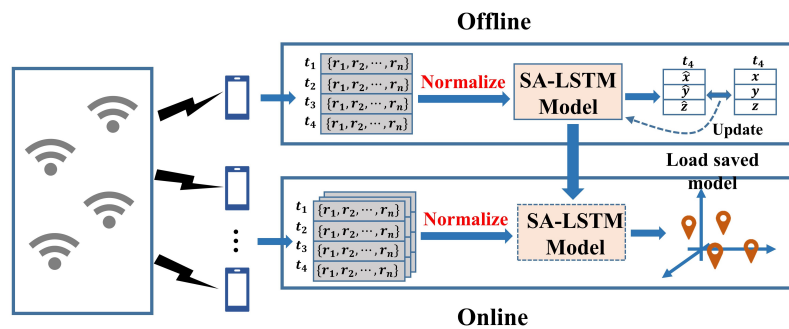 Offline
t₁ {r₁, r₂, ⋯, rₙ}
t₂ {r₁, r₂, ⋯, rₙ}
t₃ {r₁, r₂, ⋯, rₙ}
t₄ {r₁, r₂, ⋯, rₙ}
Normalize
SA-LSTM
Model
t₄
x̂
ŷ
ẑ
t₄
x
y
z
Update
Load saved
model
t₁ {r₁, r₂, ⋯, rₙ}
t₂ {r₁, r₂, ⋯, rₙ}
t₃ {r₁, r₂, ⋯, rₙ}
t₄ {r₁, r₂, ⋯, rₙ}
Normalize
SA-LSTM
Model
Online